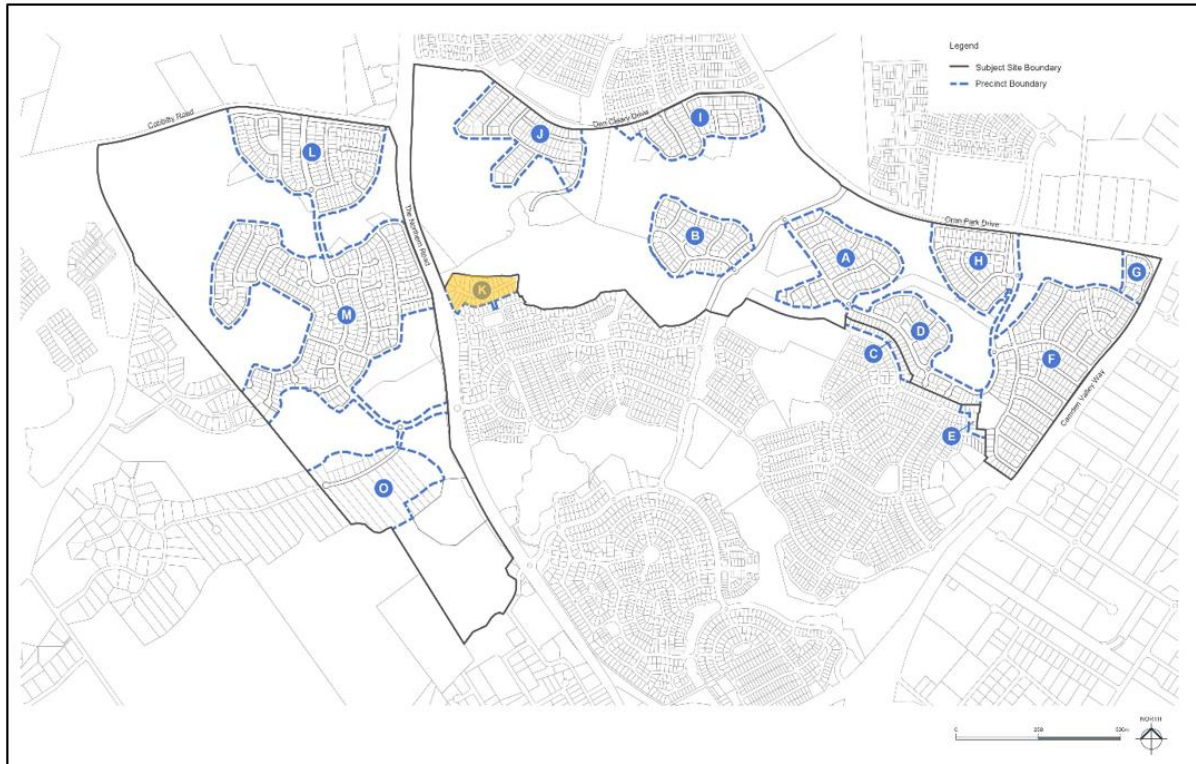 Legend
Subject Site Boundary
Precinct Boundary
Cobbitty Road
Dan Cleary Drive
The Northern Road
Oran Park Drive
Camden Valley Way
L
J
I
B
A
H
G
K
M
D
C
F
E
O
NORTH
0
250
500m